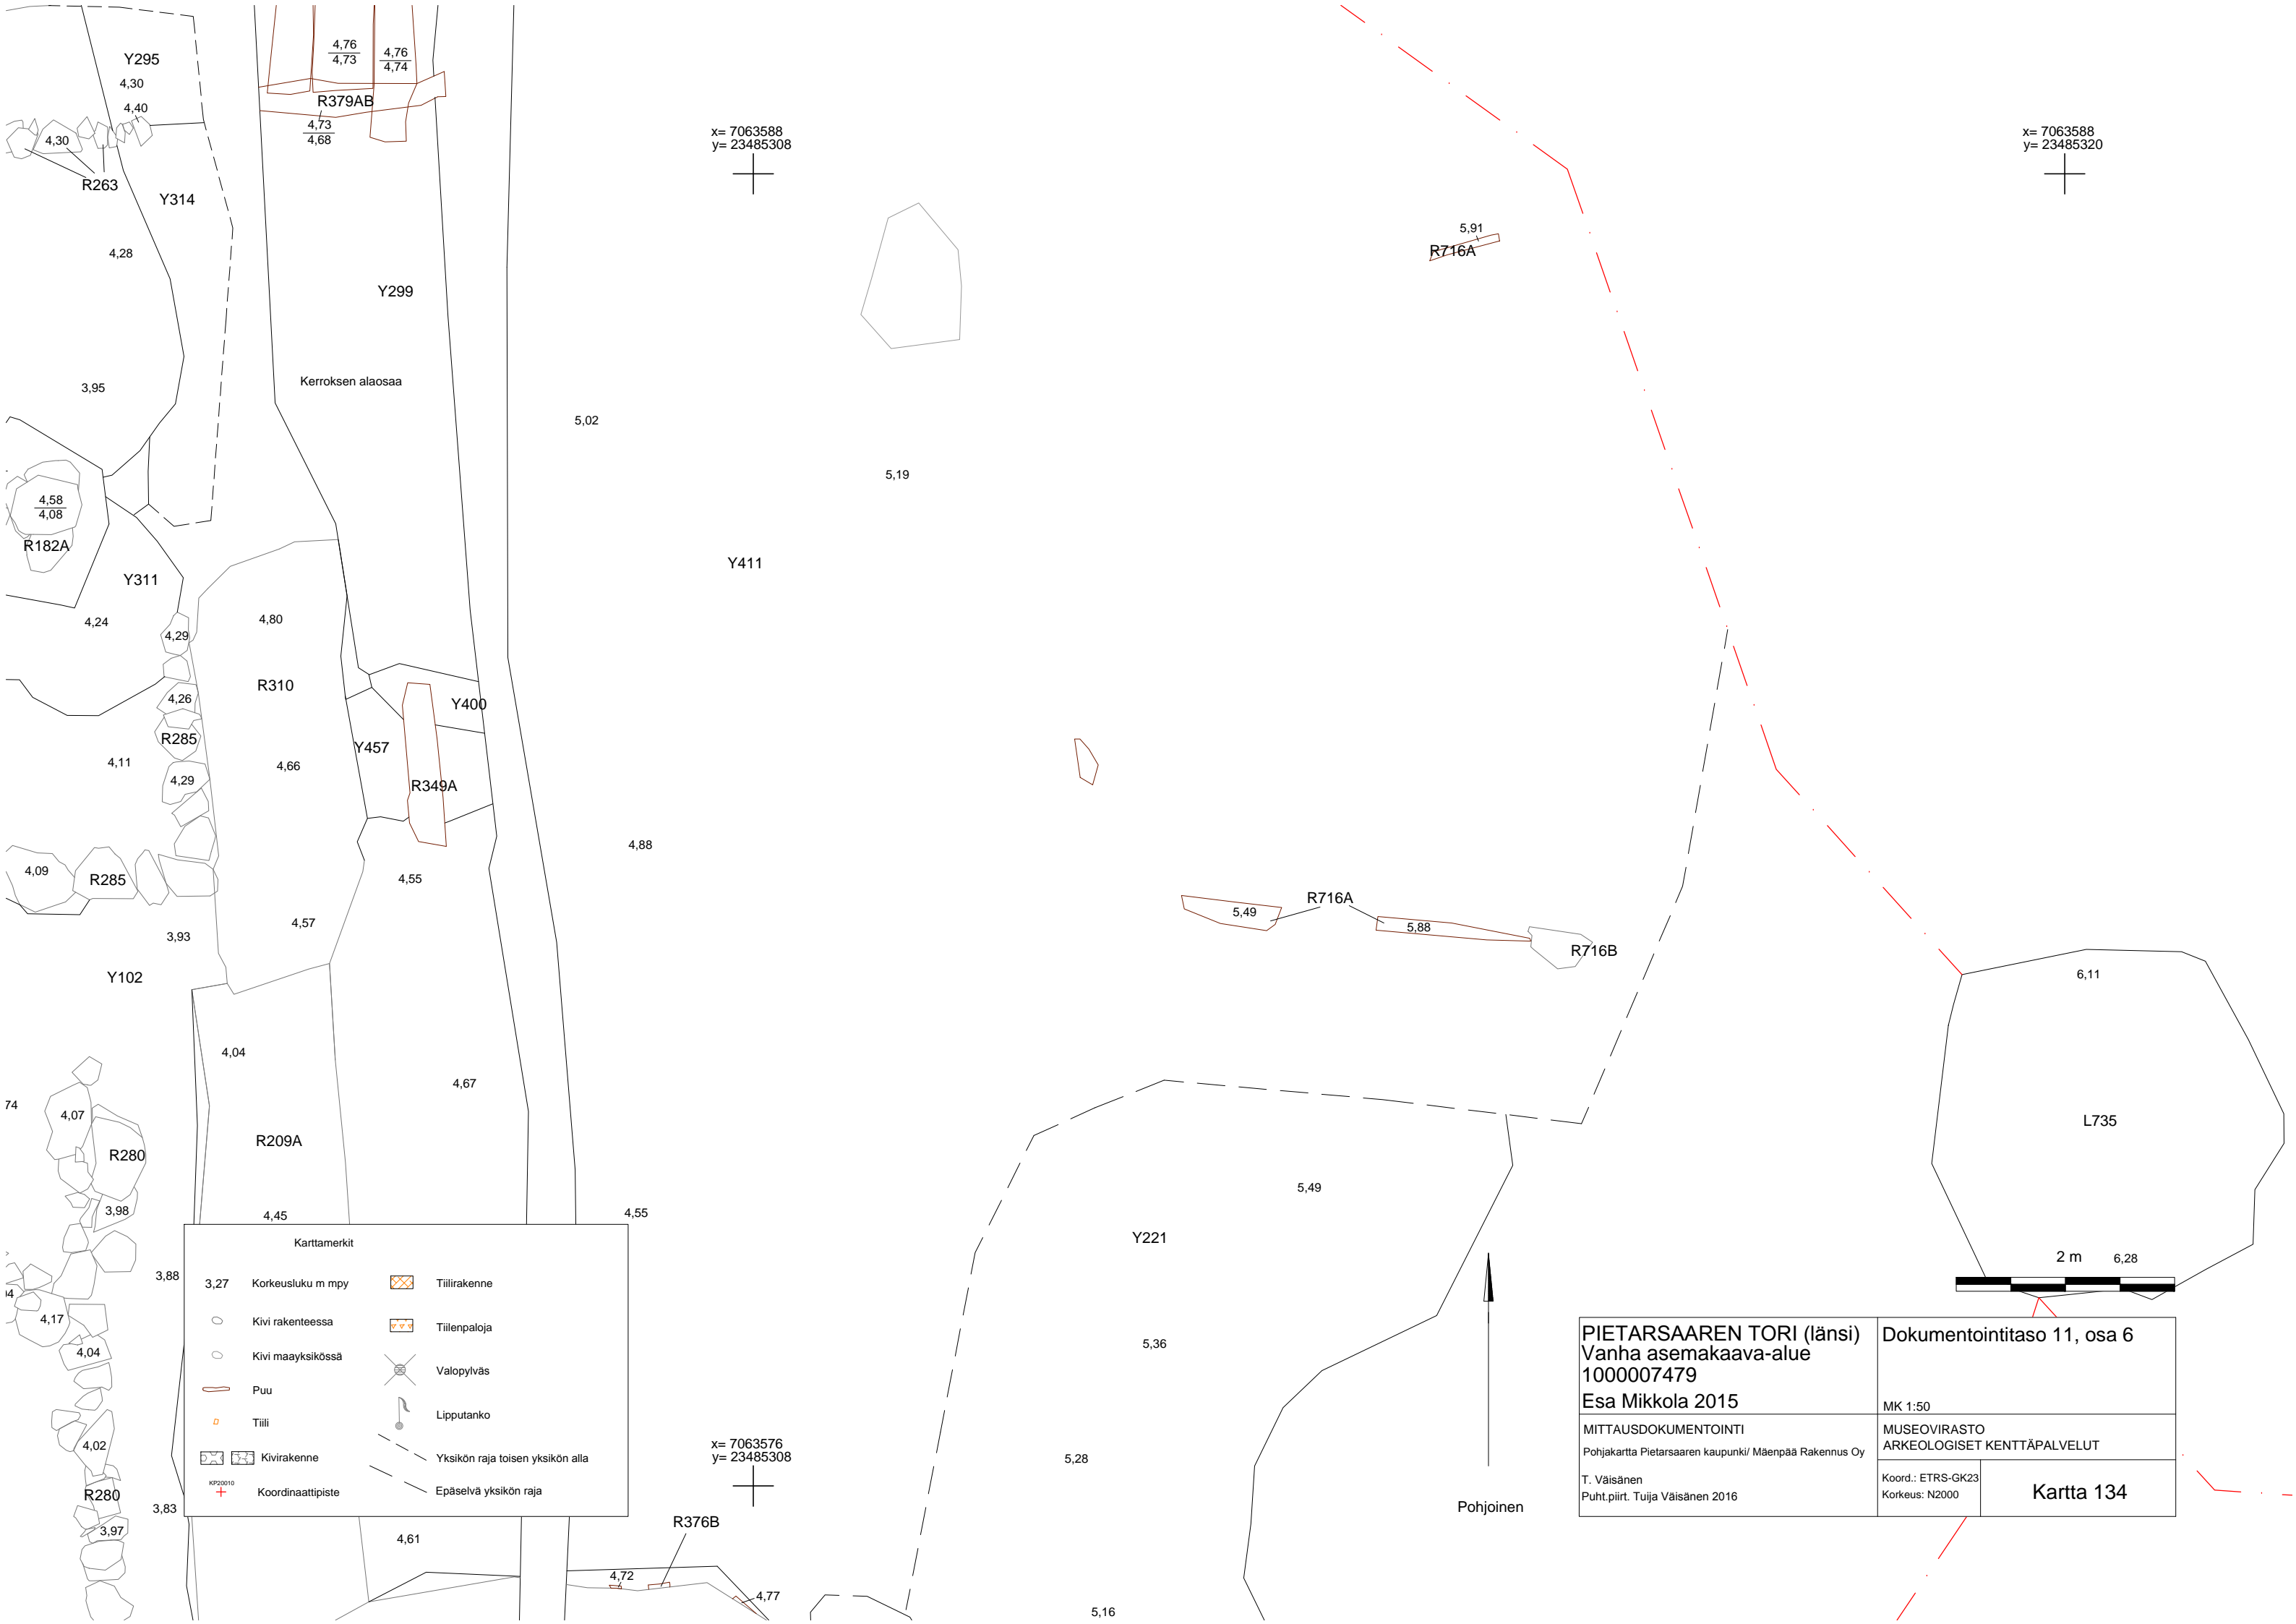 4,76
4,73
4,76
4,74
Y295
4,30
4,40
R379AB
4,73
4,68
x= 7063588
y= 23485308
x= 7063588
y= 23485320
4,30
R263
Y314
4,28
5,91
R716A
Y299
Kerroksen alaosaa
3,95
5,02
5,19
4,58
4,08
R182A
Y411
Y311
4,24
4,29
4,80
R310
4,26
Y400
R285
Y457
4,11
4,66
4,29
R349A
4,88
4,09
R285
4,55
R716A
5,49
5,88
4,57
3,93
R716B
Y102
6,11
4,04
4,67
74
4,07
L735
R280
R209A
5,49
3,98
4,45
4,55
Y221
2 m
6,28
3,88
4,17
4,04
5,36
Karttamerkit
3,27
Korkeusluku m mpy
Tiilirakenne
Kivi rakenteessa
Tiilenpaloja
Kivi maayksikössä
Valopylväs
Puu
Lipputanko
Tiili
Kivirakenne
Yksikön raja toisen yksikön alla
KP20010
Koordinaattipiste
Epäselvä yksikön raja
4,02
x= 7063576
y= 23485308
5,28
R280
3,83
3,97
4,61
R376B
4,72
4,77
5,16
Pohjoinen
PIETARSAAREN TORI (länsi)
Vanha asemakaava-alue
1000007479
Esa Mikkola 2015
Dokumentointitaso 11, osa 6
MK 1:50
MITTAUSDOKUMENTOINTI
Pohjakartta Pietarsaaren kaupunki/ Mäenpää Rakennus Oy
T. Väisänen
Puht.piirt. Tuija Väisänen 2016
MUSEOVIRASTO
ARKEOLOGISET KENTTÄPALVELUT
Koord.: ETRS-GK23
Korkeus: N2000
Kartta 134